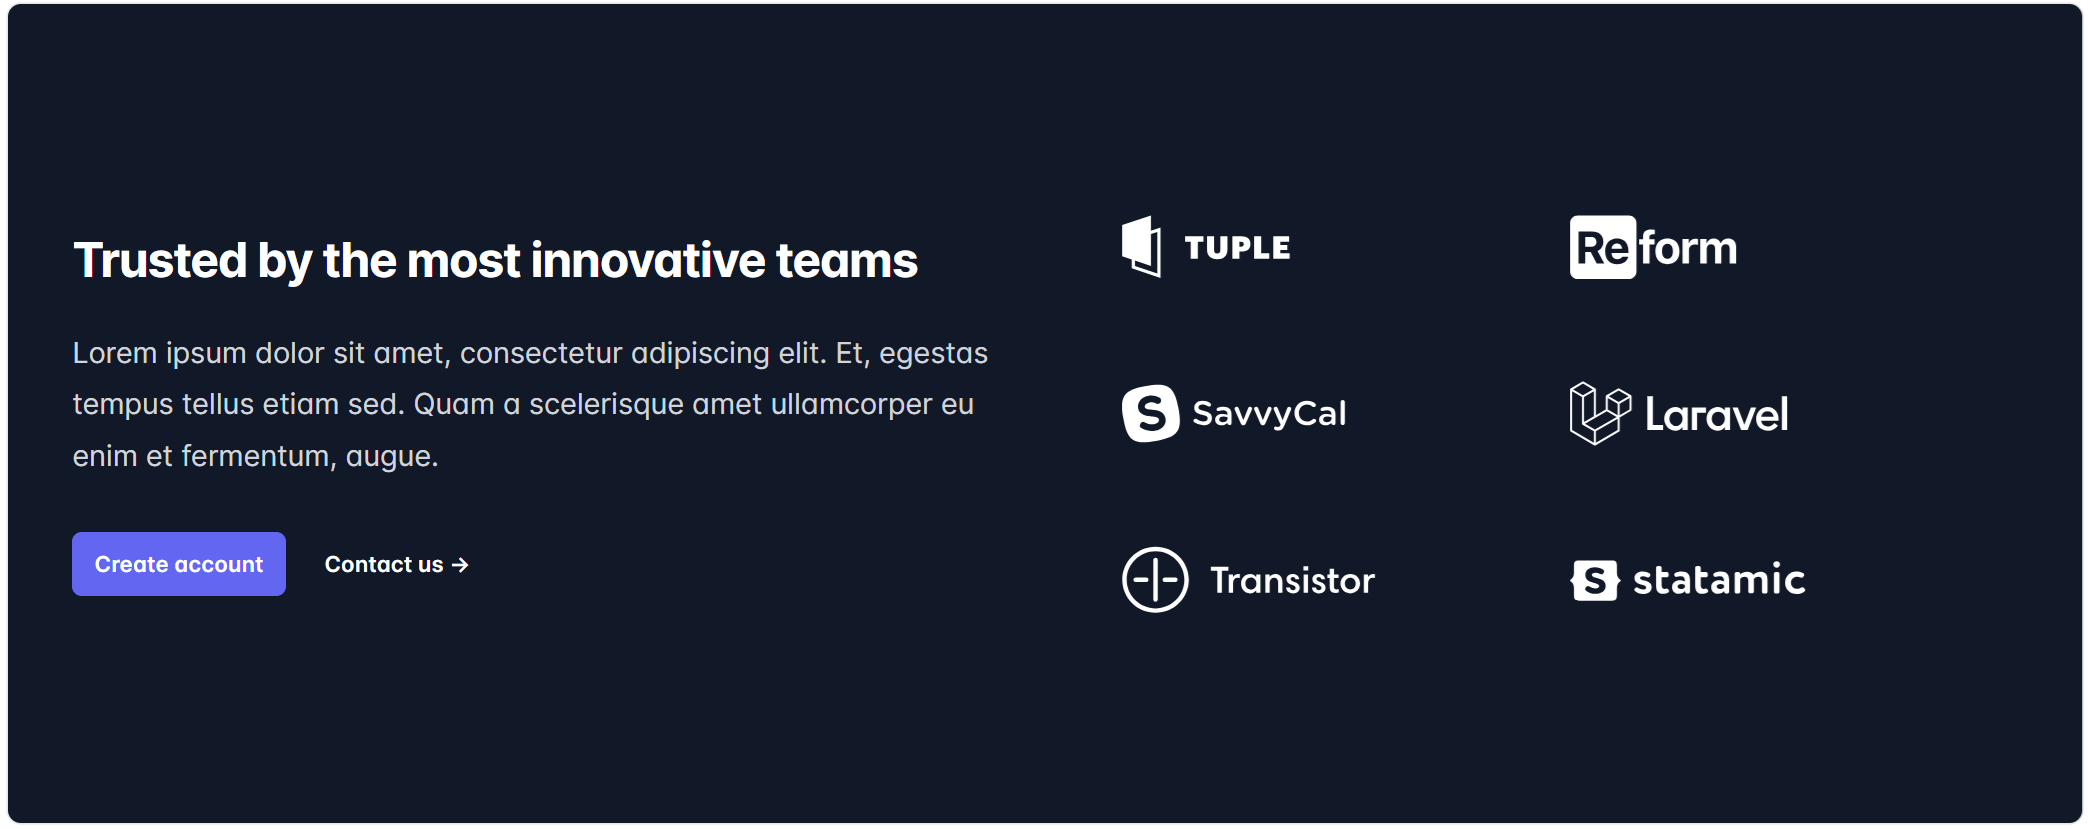 Trusted by the most innovative teams
Lorem ipsum dolor sit amet, consectetur adipiscing elit. Et, egestas
tempus tellus etiam sed. Quam a scelerisque amet ullamcorper eu
enim et fermentum, augue.
Create account
Contact us →
TUPLE
Reform
S SavvyCal
Laravel
Transistor
S statamic